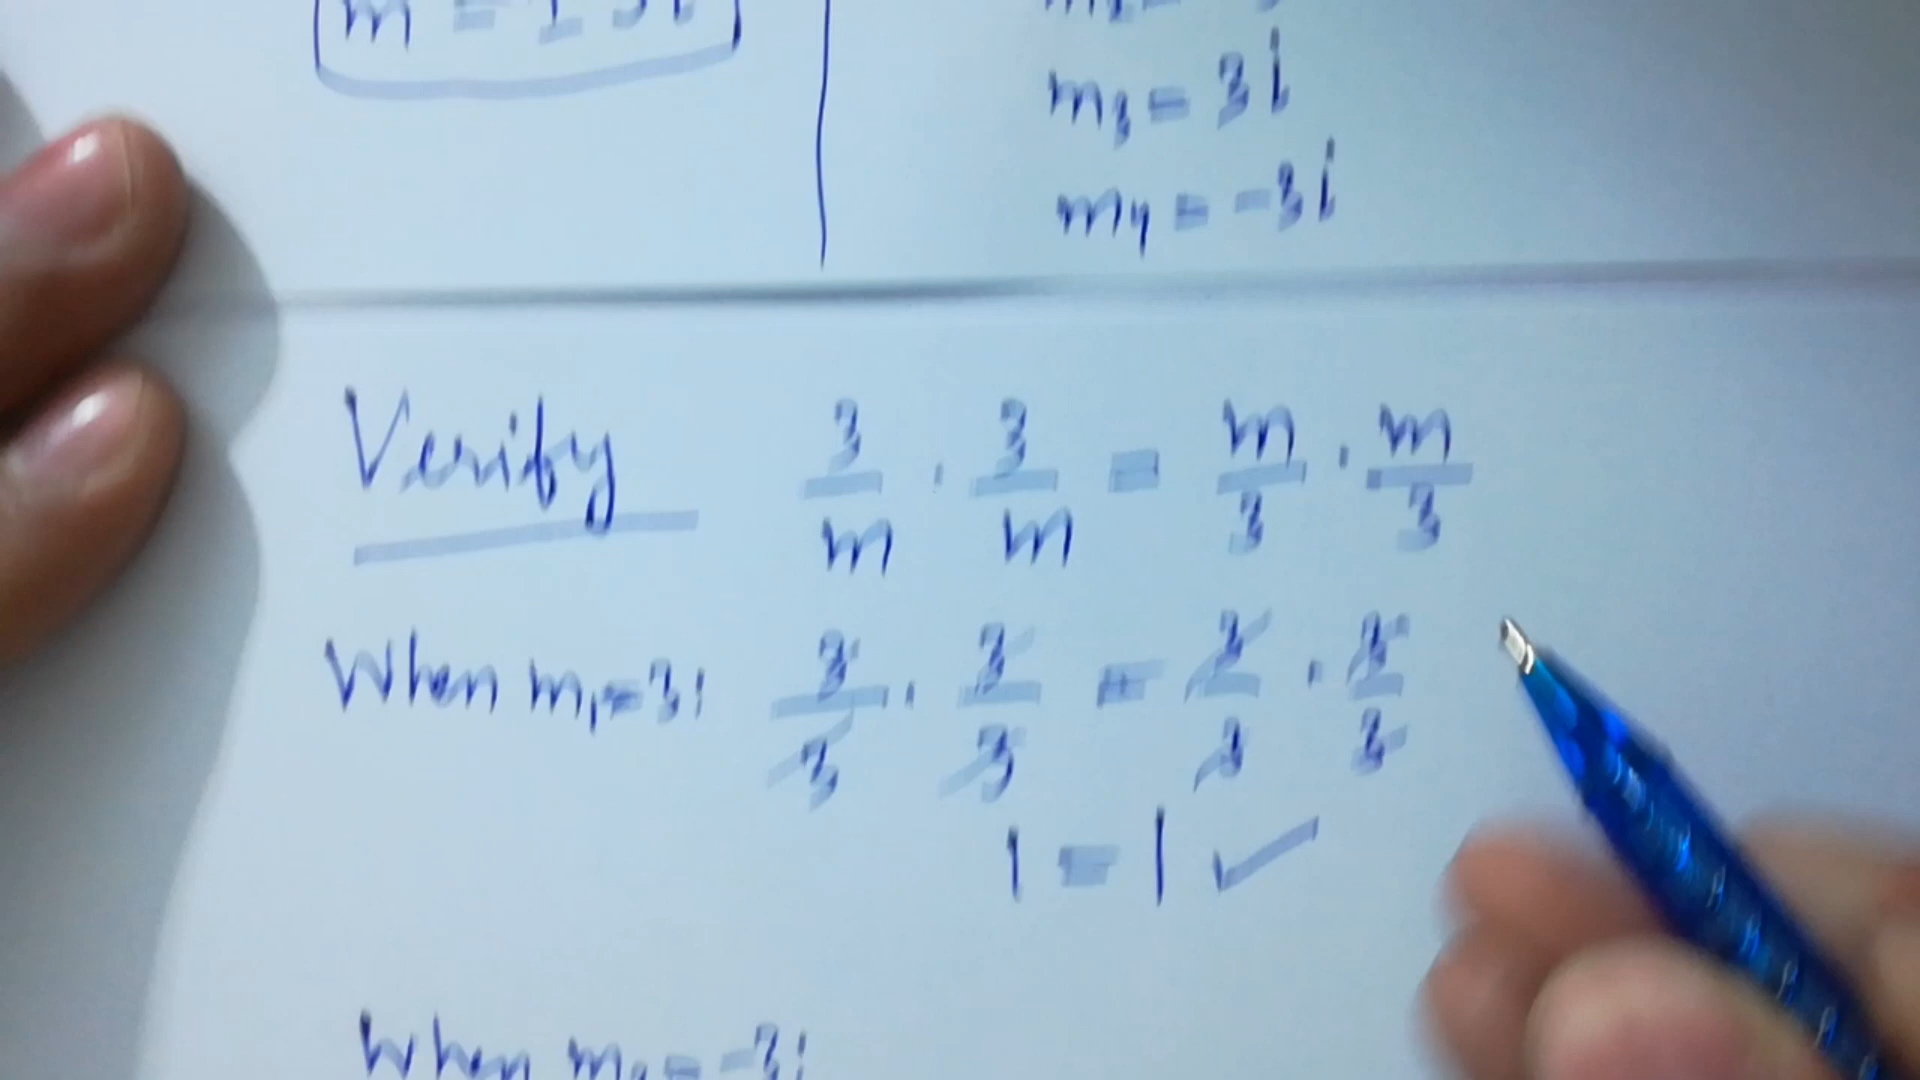 m = ± 3i
m₃ = 3i
m₄ = -3i
Verify 3/m · 3/m = m/3 · m/3
When m₁=3: 3/3 · 3/3 = 3/3 · 3/3
1 = 1 ✓
When m₂ = -3: